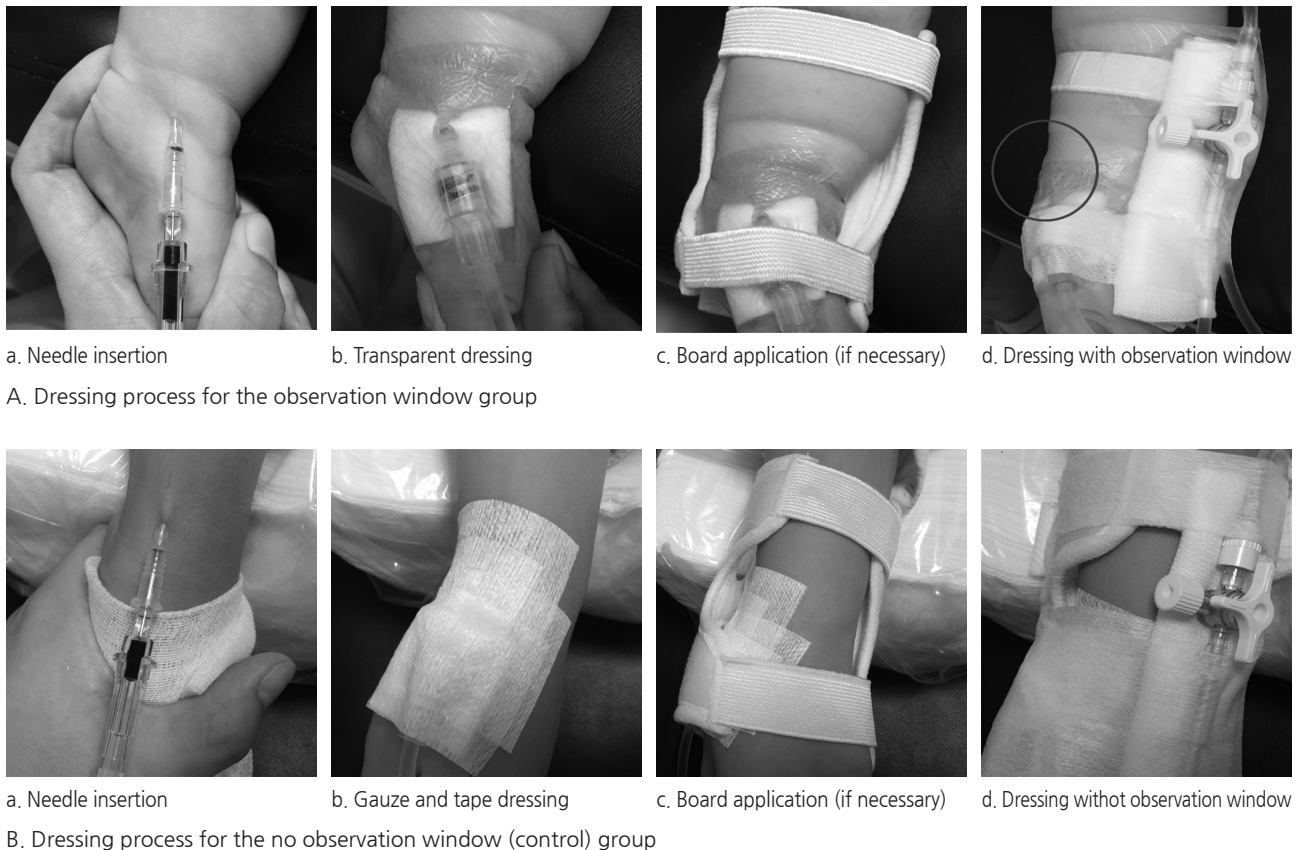 a. Needle insertion
b. Transparent dressing
c. Board application (if necessary)
d. Dressing with observation window
A. Dressing process for the observation window group
a. Needle insertion
b. Gauze and tape dressing
c. Board application (if necessary)
d. Dressing withot observation window
B. Dressing process for the no observation window (control) group